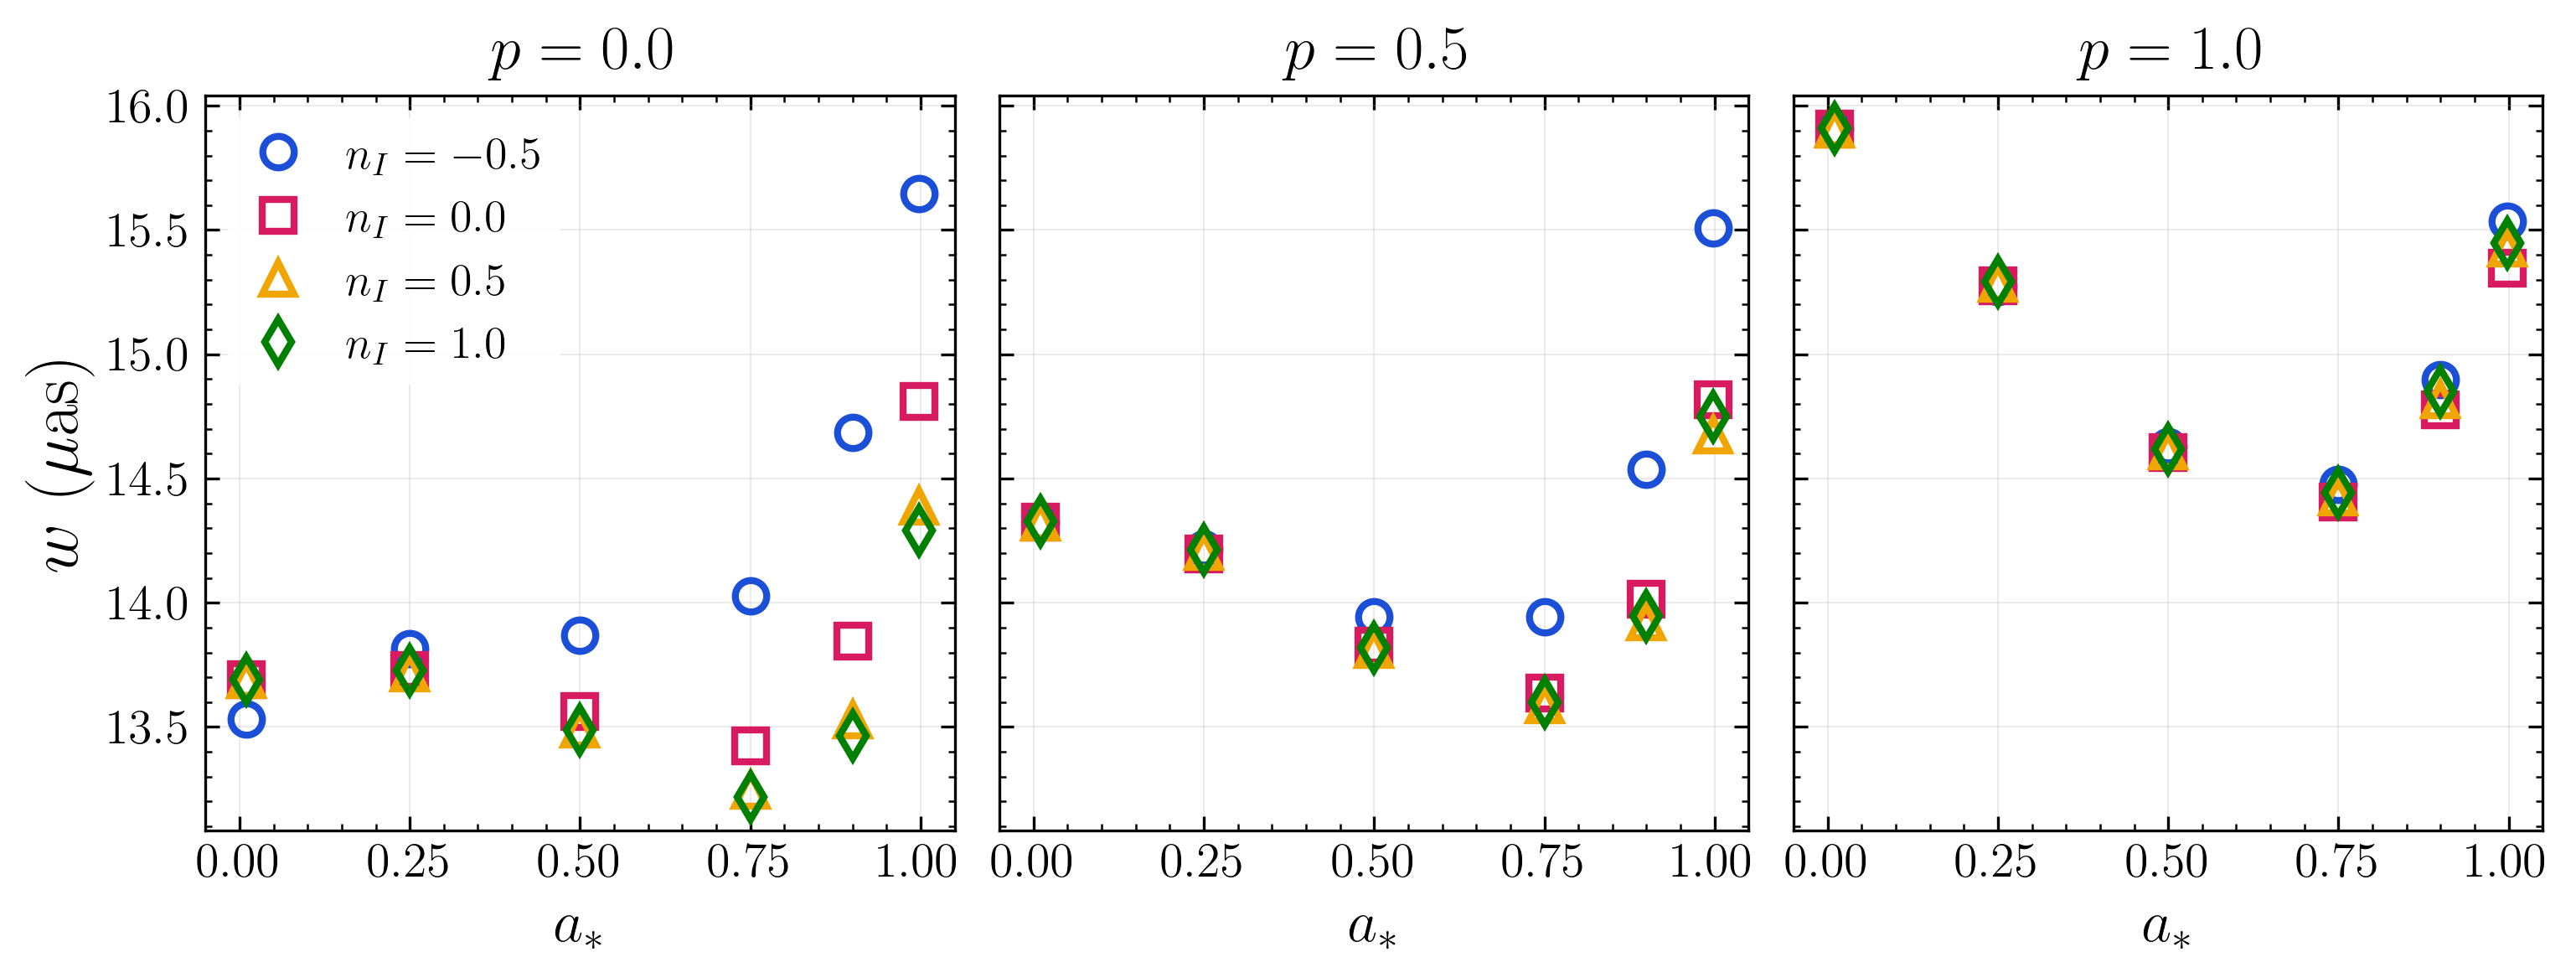 p = 0.0 p = 0.5 p = 1.0
16.0
n_I = −0.5
15.5
n_I = 0.0
n_I = 0.5
15.0
n_I = 1.0
w (μas)
14.5
14.0
13.5
0.00 0.25 0.50 0.75 1.00 0.00 0.25 0.50 0.75 1.00 0.00 0.25 0.50 0.75 1.00
a_* a_* a_*